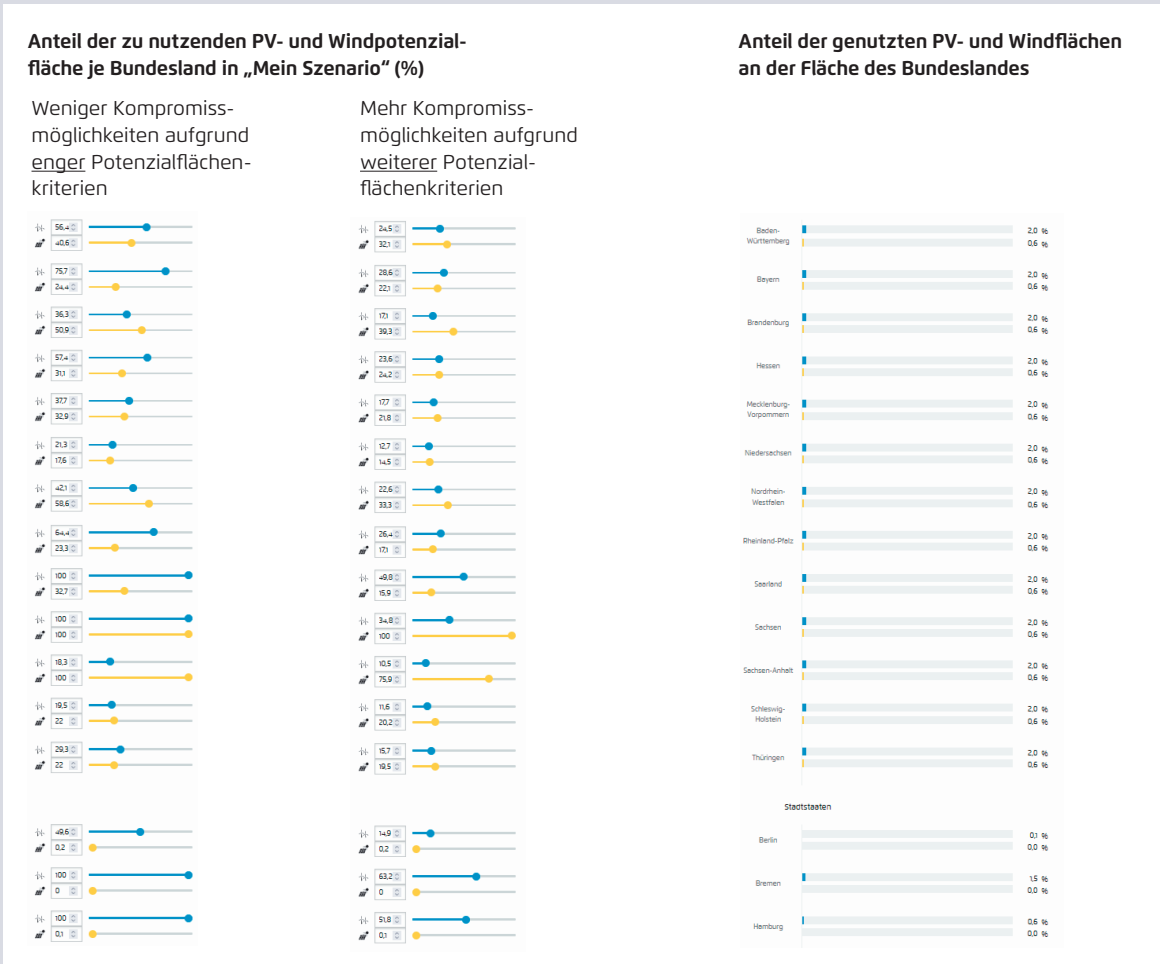 Anteil der zu nutzenden PV- und Windpotenzial-
fläche je Bundesland in „Mein Szenario“ (%)
Weniger Kompromiss-
möglichkeiten aufgrund
enger Potenzialflächen-
kriterien
56,4
40,6
75,7
24,4
36,3
50,9
57,4
31,1
37,7
32,9
21,3
17,6
42,1
58,6
64,4
23,3
100
32,7
100
100
18,3
100
19,5
22
29,3
22
49,6
0,2
100
0
100
0,1
Mehr Kompromiss-
möglichkeiten aufgrund
weiterer Potenzial-
flächenkriterien
24,5
32,1
28,6
22,1
17,1
39,3
23,6
24,2
17,7
21,8
12,7
14,5
22,6
33,3
26,4
17,1
49,8
15,9
34,8
100
10,5
75,9
11,6
20,2
15,7
19,5
14,9
0,2
63,2
0
51,8
0,1
Anteil der genutzten PV- und Windflächen
an der Fläche des Bundeslandes
Baden-
Württemberg
2,0 %
0,6 %
Bayern
2,0 %
0,6 %
Brandenburg
2,0 %
0,6 %
Hessen
2,0 %
0,6 %
Mecklenburg-
Vorpommern
2,0 %
0,6 %
Niedersachsen
2,0 %
0,6 %
Nordrhein-
Westfalen
2,0 %
0,6 %
Rheinland-Pfalz
2,0 %
0,6 %
Saarland
2,0 %
0,6 %
Sachsen
2,0 %
0,6 %
Sachsen-Anhalt
2,0 %
0,6 %
Schleswig-
Holstein
2,0 %
0,6 %
Thüringen
2,0 %
0,6 %
Stadtstaaten
Berlin
0,1 %
0,0 %
Bremen
1,5 %
0,0 %
Hamburg
0,6 %
0,0 %